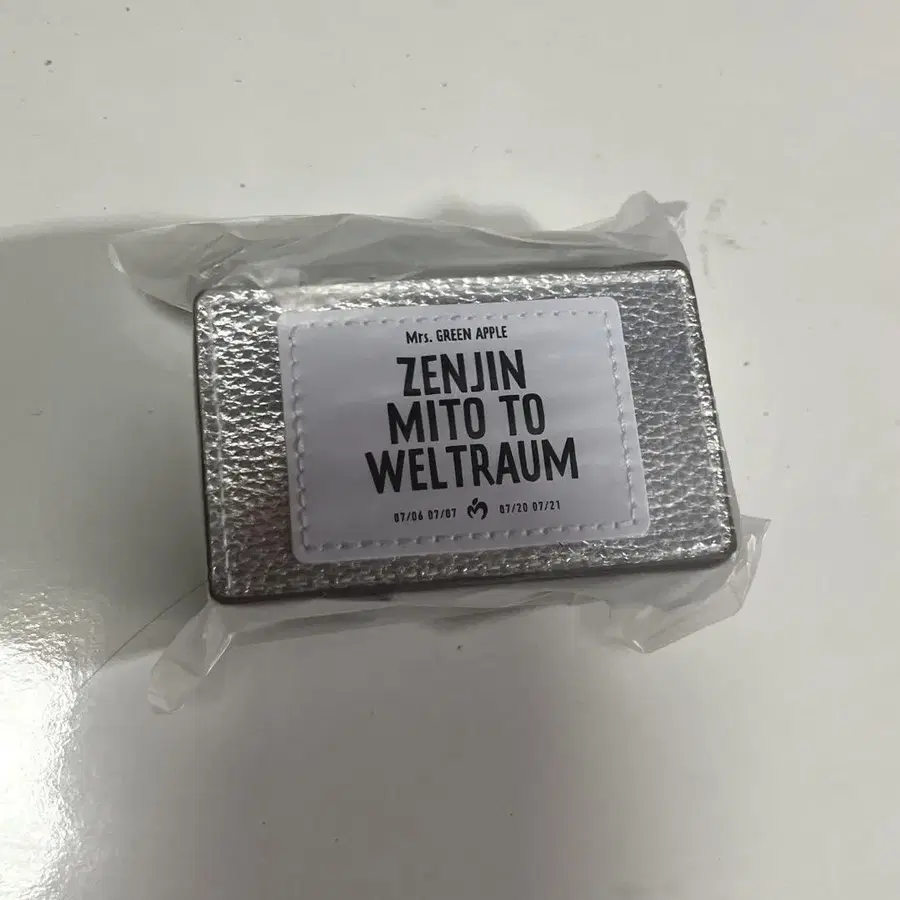 Mrs. GREEN APPLE
ZENJIN
MITO TO
WELTRAUM
07/06 07/07 07/20 07/21